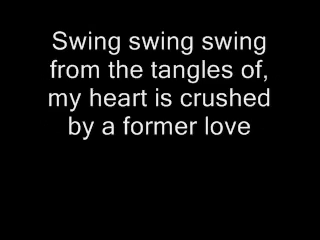 Swing swing swing
from the tangles of,
my heart is crushed
by a former love